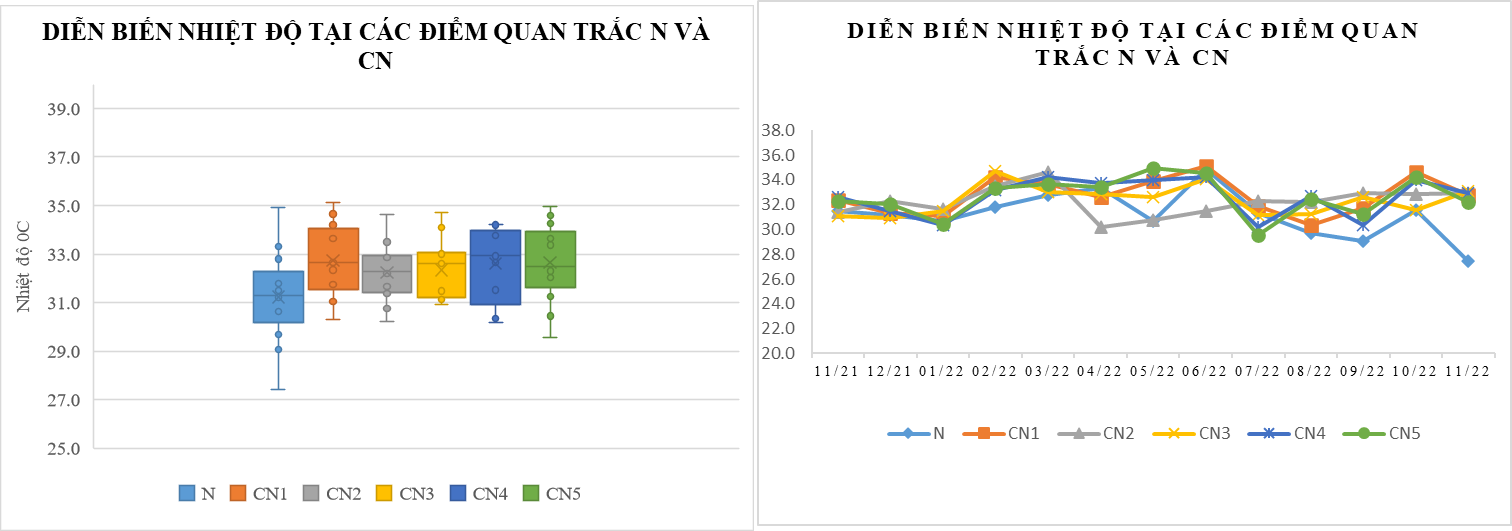 DIỄN BIẾN NHIỆT ĐỘ TẠI CÁC ĐIỂM QUAN TRẮC N VÀ
CN
Nhiệt độ 0C
39.0
37.0
35.0
33.0
31.0
29.0
27.0
25.0
N CN1 CN2 CN3 CN4 CN5
DIỄN BIẾN NHIỆT ĐỘ TẠI CÁC ĐIỂM QUAN
TRẮC N VÀ CN
38.0
36.0
34.0
32.0
30.0
28.0
26.0
24.0
22.0
20.0
11/21 12/21 01/22 02/22 03/22 04/22 05/22 06/22 07/22 08/22 09/22 10/22 11/22
N CN1 CN2 CN3 CN4 CN5